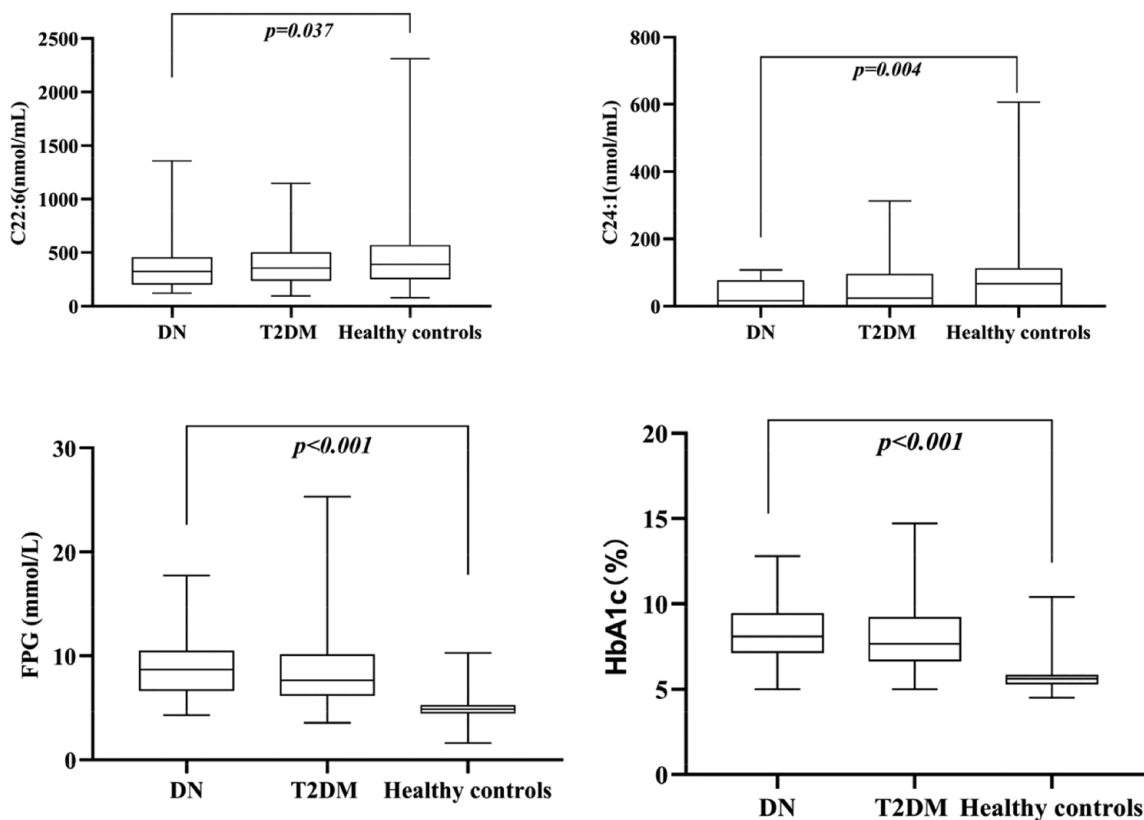 p=0.037
2500
2000
1500
1000
500
0
C22:6(nmol/mL)
DN T2DM Healthy controls
p=0.004
800
600
400
200
0
C24:1(nmol/mL)
DN T2DM Healthy controls
p<0.001
30
20
10
0
FPG (mmol/L)
DN T2DM Healthy controls
p<0.001
20
15
10
5
0
HbA1c(%)
DN T2DM Healthy controls